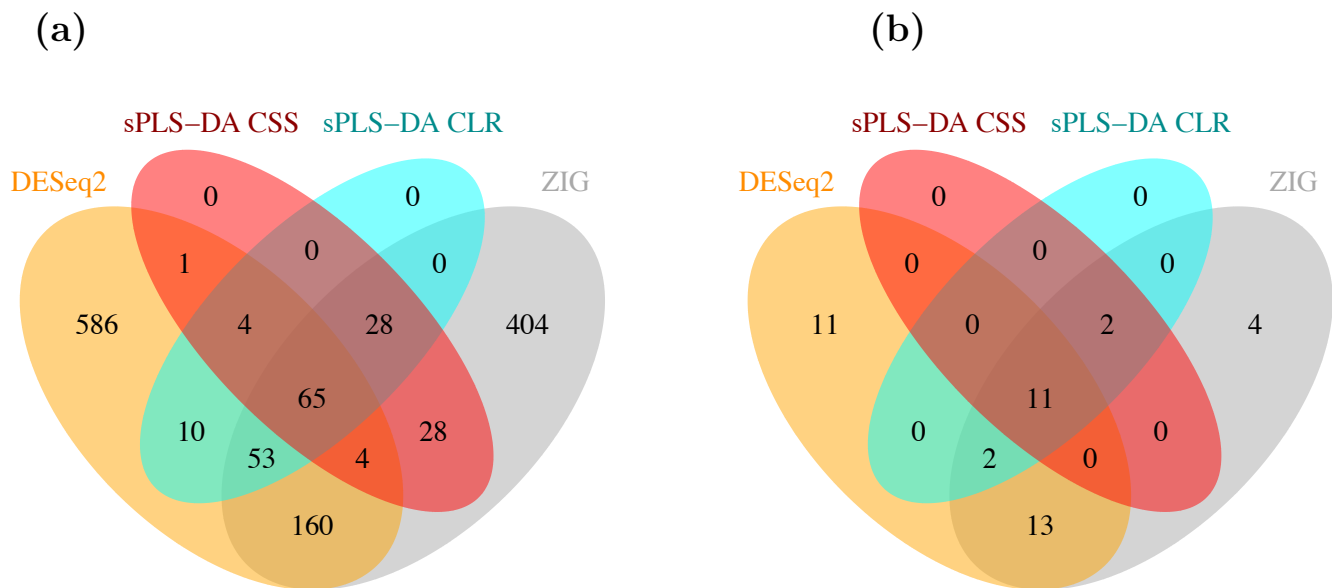 (a) (b)
sPLS–DA CSS sPLS–DA CLR sPLS–DA CSS sPLS–DA CLR
DESeq2 ZIG DESeq2 ZIG
0 0 0 0
1 0 0 0 0 0
586 4 28 404 11 0 2 4
65 11
10 28 0 0
53 4 2 0
160 13